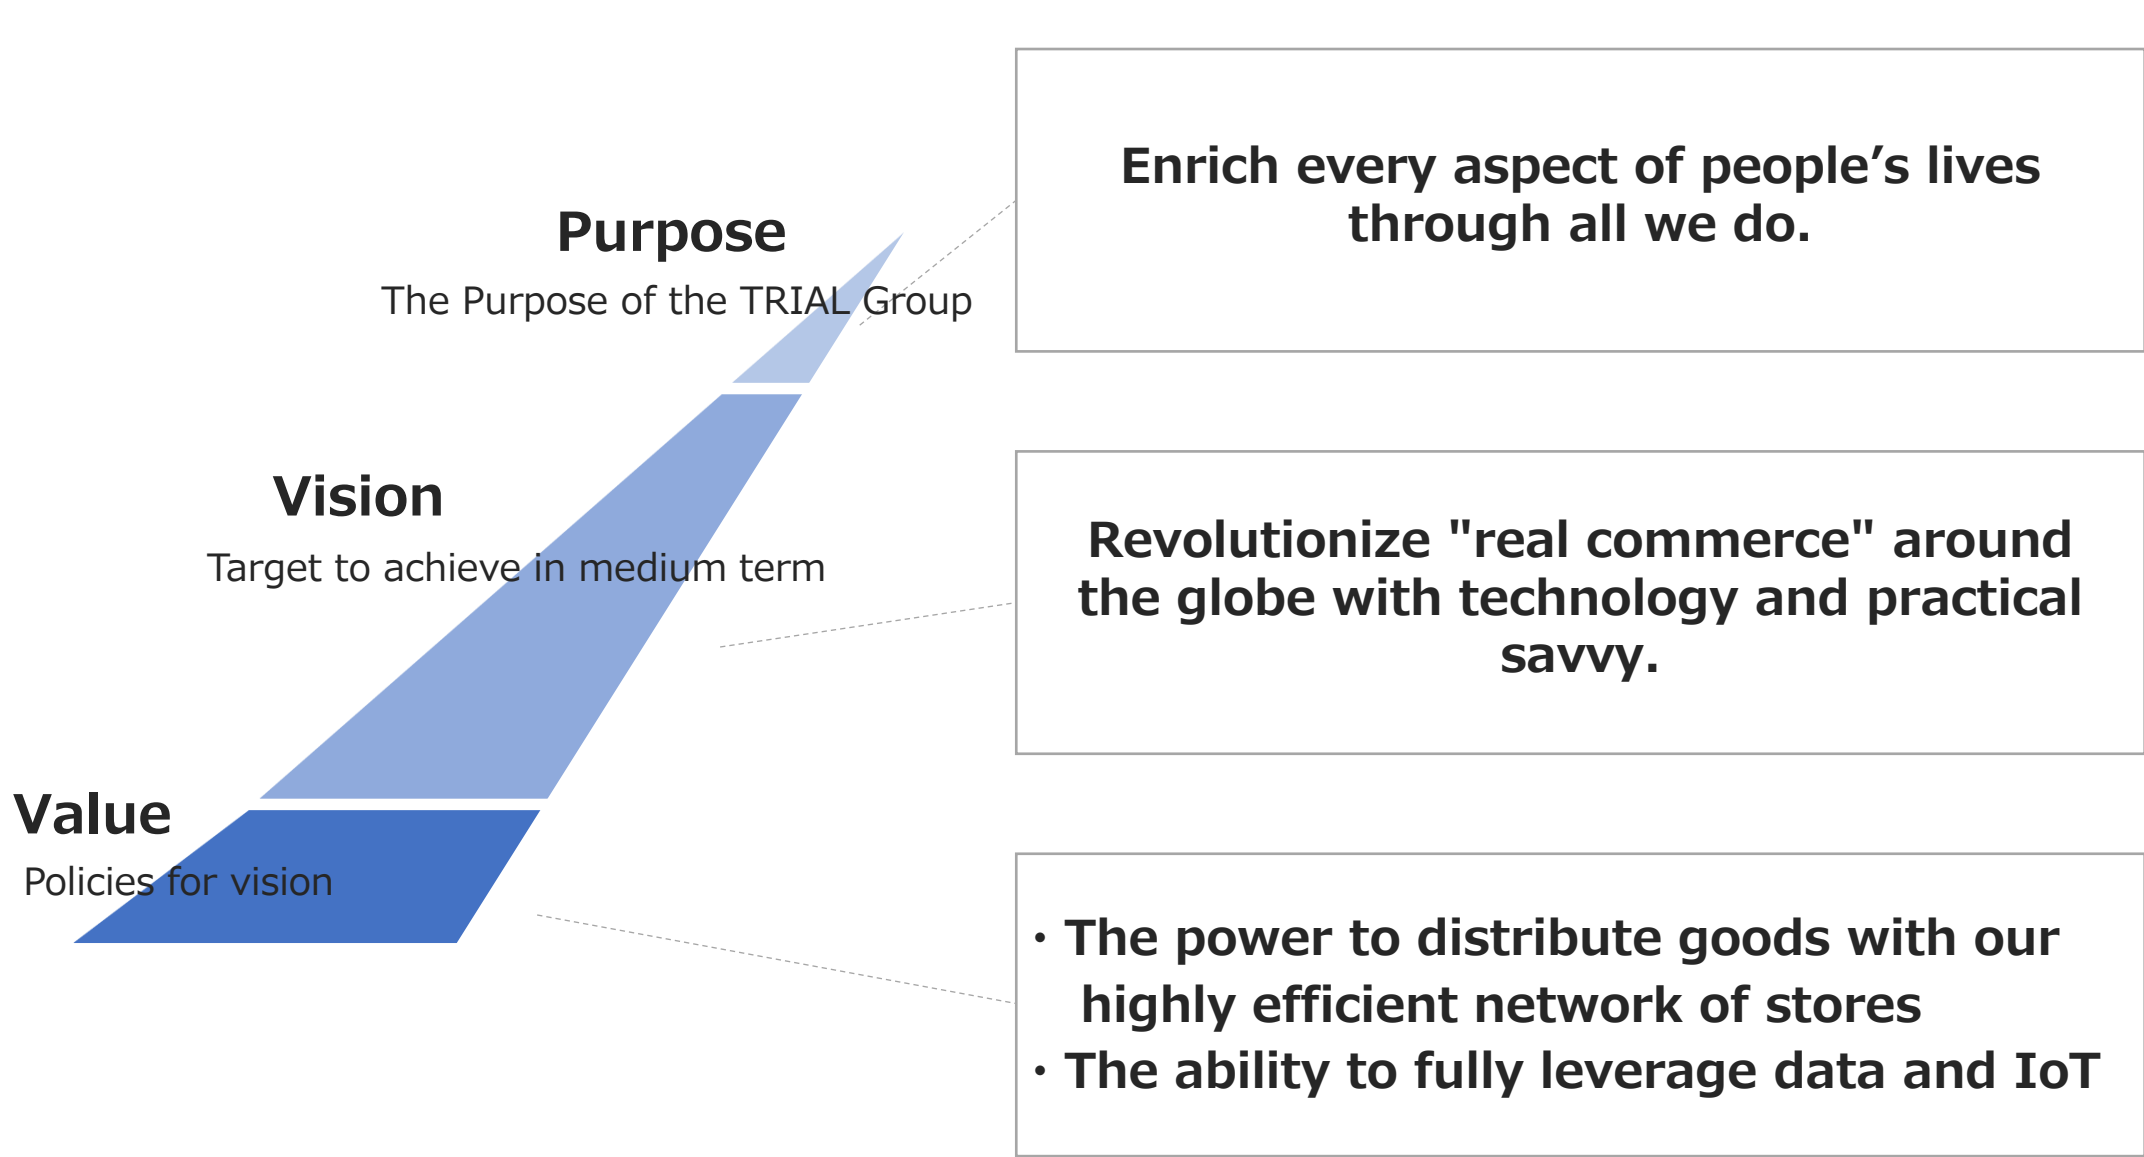 Purpose
The Purpose of the TRIAL Group
Enrich every aspect of people’s lives
through all we do.
Vision
Target to achieve in medium term
Revolutionize "real commerce" around
the globe with technology and practical
savvy.
Value
Policies for vision
・The power to distribute goods with our
highly efficient network of stores
・The ability to fully leverage data and IoT